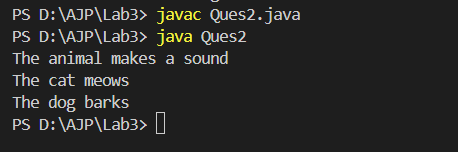 PS D:\AJP\Lab3> javac Ques2.java
PS D:\AJP\Lab3> java Ques2
The animal makes a sound
The cat meows
The dog barks
PS D:\AJP\Lab3>